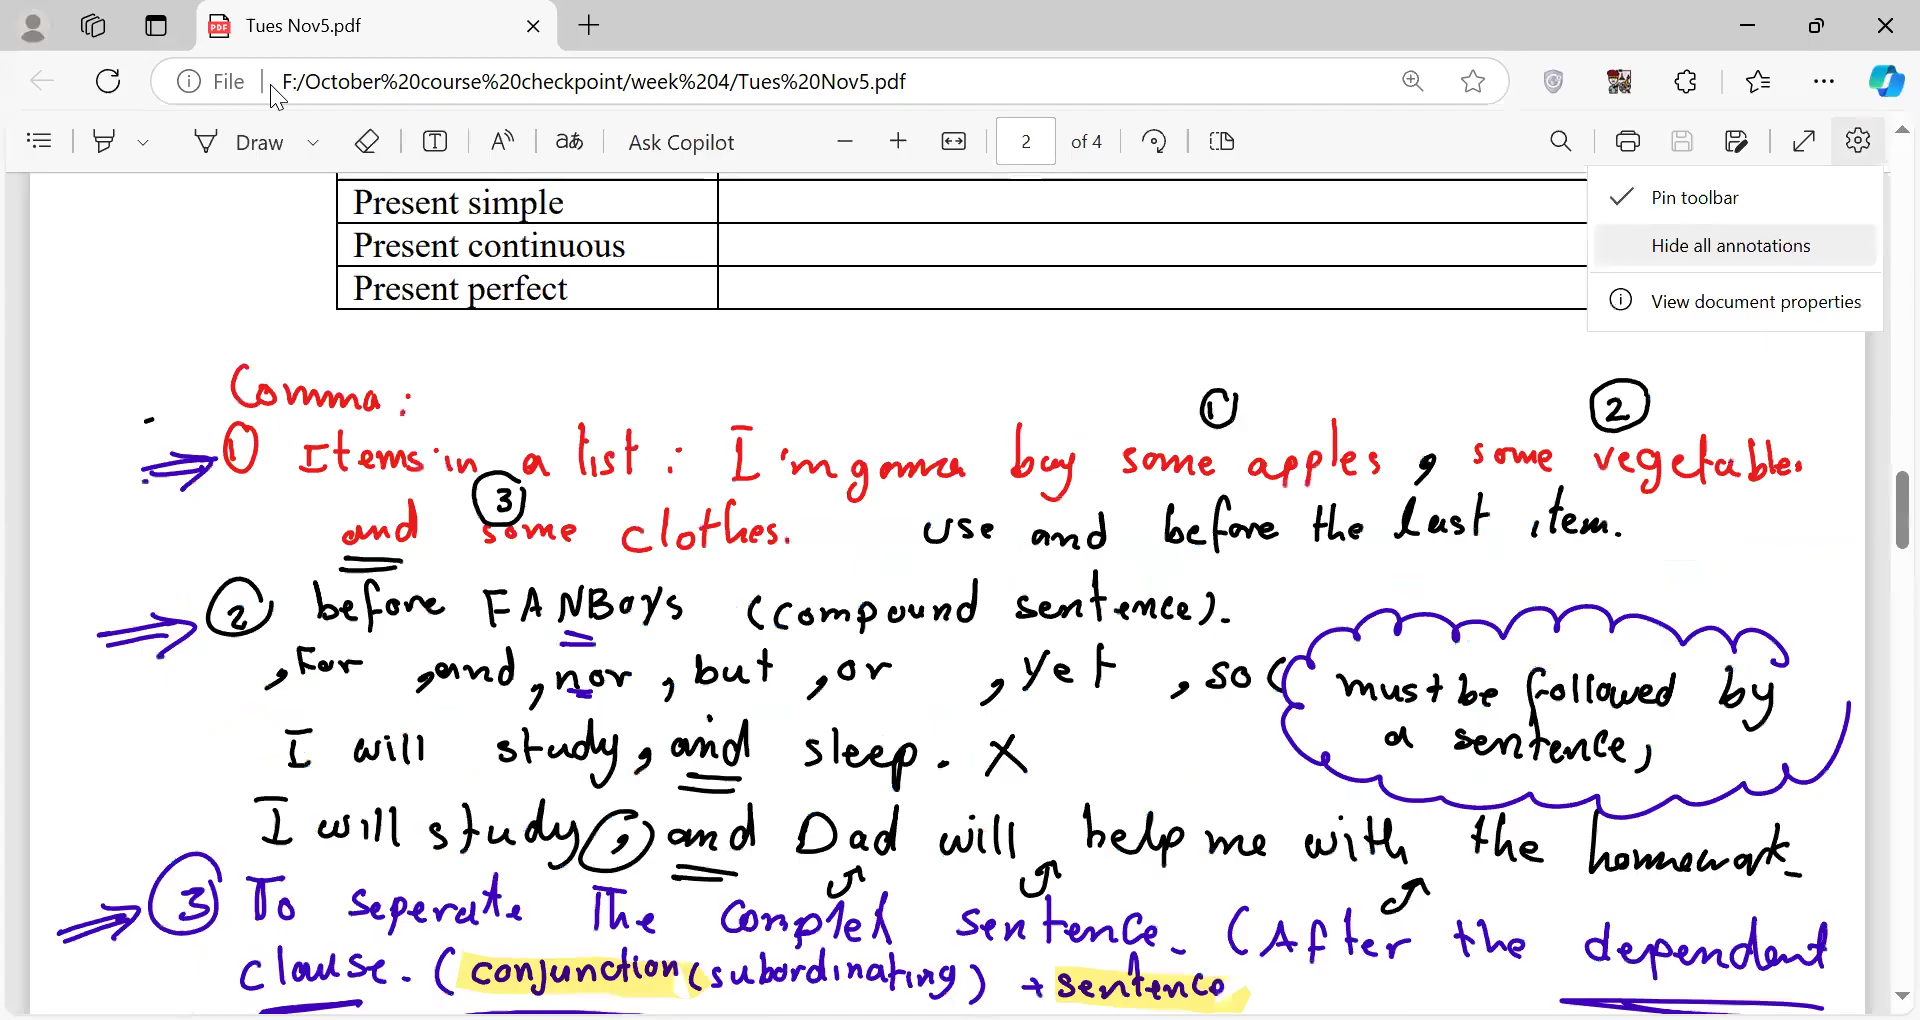 Tues Nov5.pdf
File
F:/October%20course%20checkpoint/week%204/Tues%20Nov5.pdf
Draw
Ask Copilot
2 of 4
Pin toolbar
Hide all annotations
View document properties
Present simple
Present continuous
Present perfect
Comma :
① ②
① Items in a list : I'm gonna buy some apples , some vegetables
③
and some clothes. use and before the last item.
② before FANBOYS (compound sentence).
,For ,and ,nor ,but ,or ,yet ,so (
must be followed by
a sentence,
I will study, and sleep. X
I will study, and Dad will help me with the homework
③ To seperate The complet sentence. (After the dependent
clause. (conjunction (subordinating) + sentence